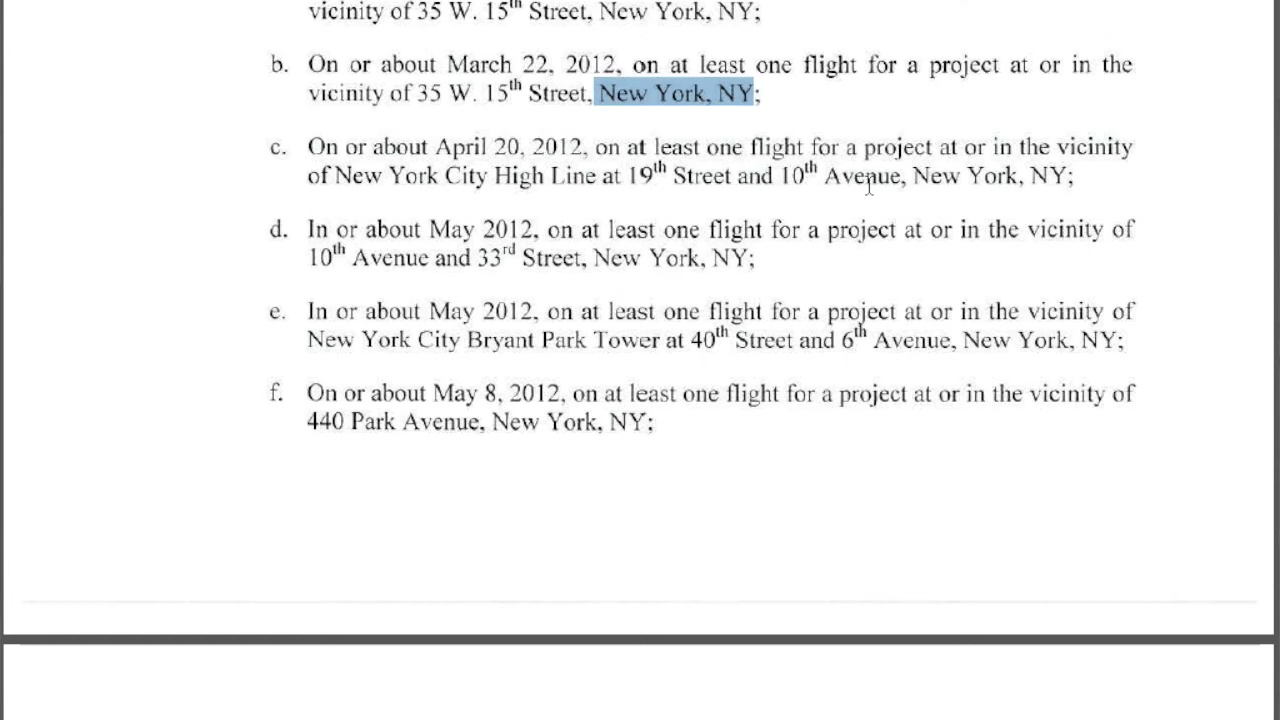 vicinity of 35 W. 15th Street, New York, NY;
b. On or about March 22, 2012, on at least one flight for a project at or in the
vicinity of 35 W. 15th Street, New York, NY;
c. On or about April 20, 2012, on at least one flight for a project at or in the vicinity
of New York City High Line at 19th Street and 10th Avenue, New York, NY;
d. In or about May 2012, on at least one flight for a project at or in the vicinity of
10th Avenue and 33rd Street, New York, NY;
e. In or about May 2012, on at least one flight for a project at or in the vicinity of
New York City Bryant Park Tower at 40th Street and 6th Avenue, New York, NY;
f. On or about May 8, 2012, on at least one flight for a project at or in the vicinity of
440 Park Avenue, New York, NY;